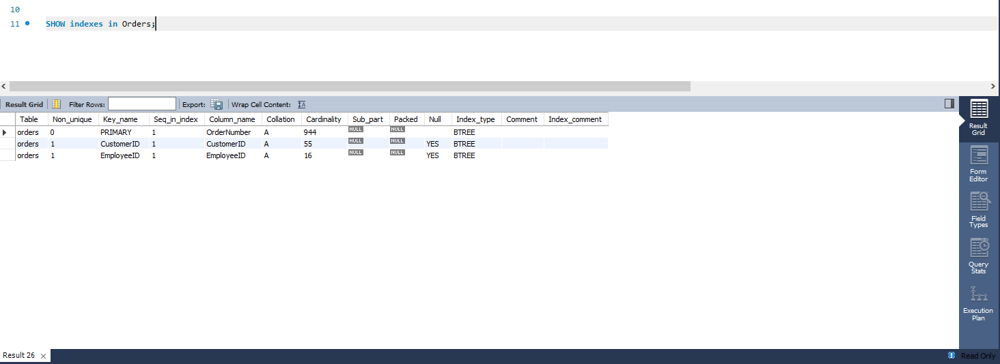 10
11 SHOW indexes in Orders;
Result Grid Filter Rows: Export: Wrap Cell Content:
Table Non_unique Key_name Seq_in_index Column_name Collation Cardinality Sub_part Packed Null Index_type Comment Index_comment
orders 0 PRIMARY 1 OrderNumber A 944 NULL NULL BTREE
orders 1 CustomerID 1 CustomerID A 55 NULL NULL YES BTREE
orders 1 EmployeeID 1 EmployeeID A 16 NULL NULL YES BTREE
Result
Grid
Form
Editor
Field
Types
Query
Stats
Execution
Plan
Result 26
Read Only